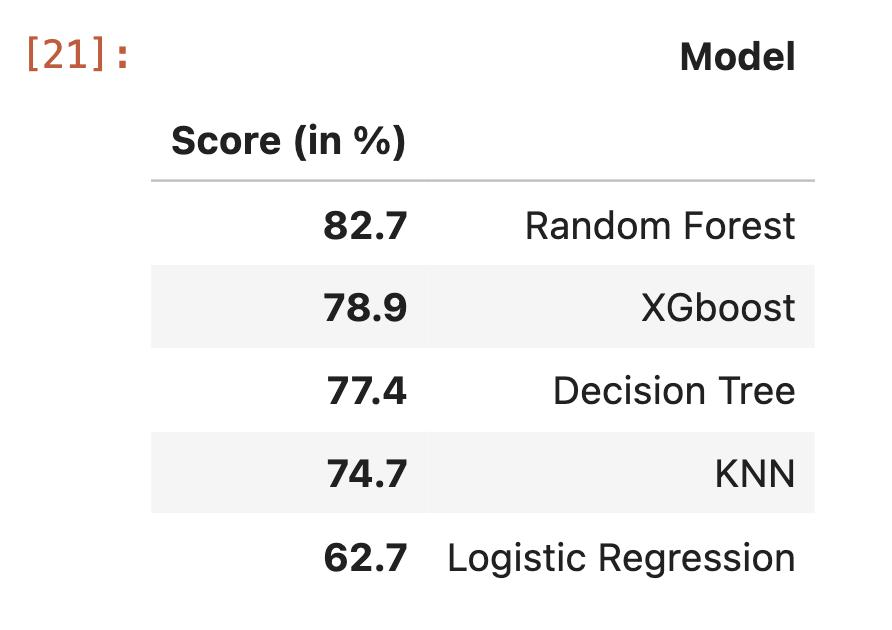 [21]:
Model
Score (in %)
82.7 Random Forest
78.9 XGboost
77.4 Decision Tree
74.7 KNN
62.7 Logistic Regression